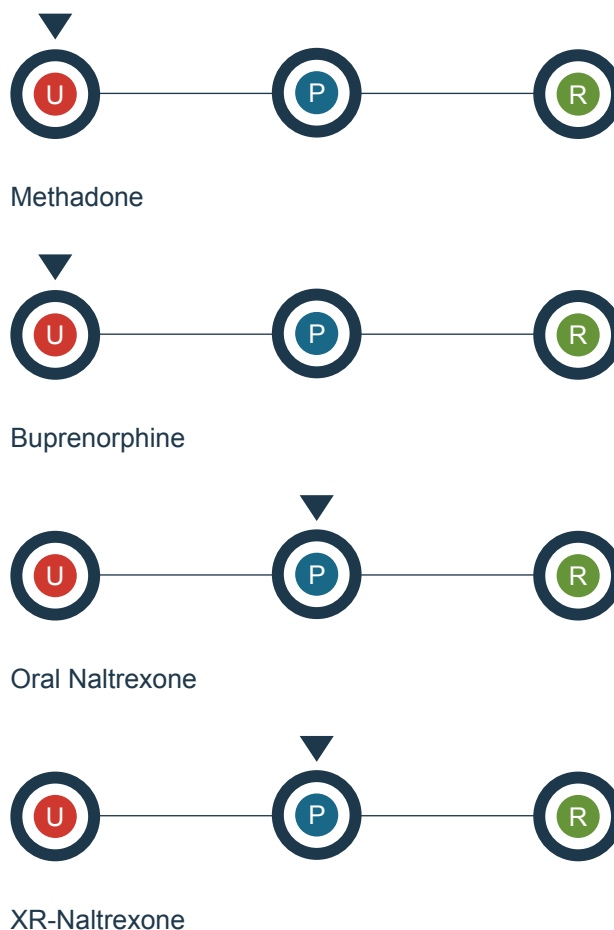 U P R
Methadone
U P R
Buprenorphine
U P R
Oral Naltrexone
U P R
XR-Naltrexone